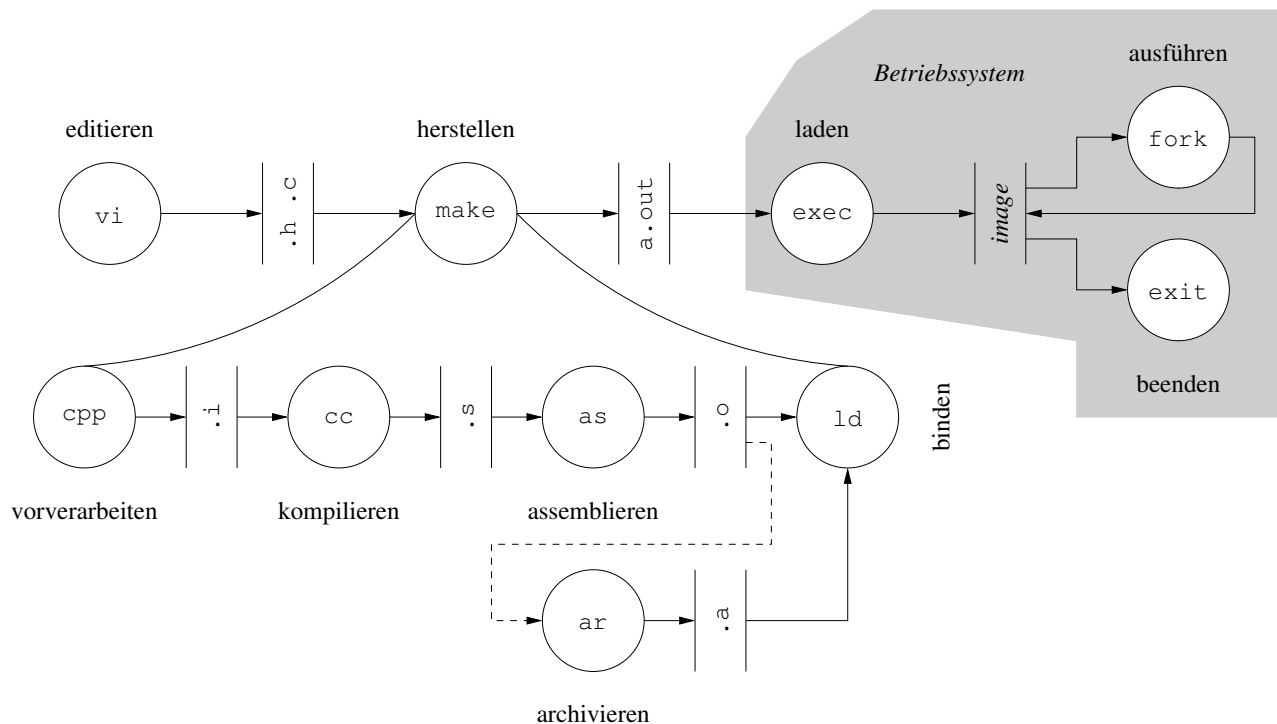 Betriebssystem
ausführen
editieren
herstellen
laden
vi
.h .c
make
a.out
exec
image
fork
exit
beenden
cpp
.i
cc
.s
as
.o
ld
binden
vorverarbeiten
kompilieren
assemblieren
ar
.a
archivieren